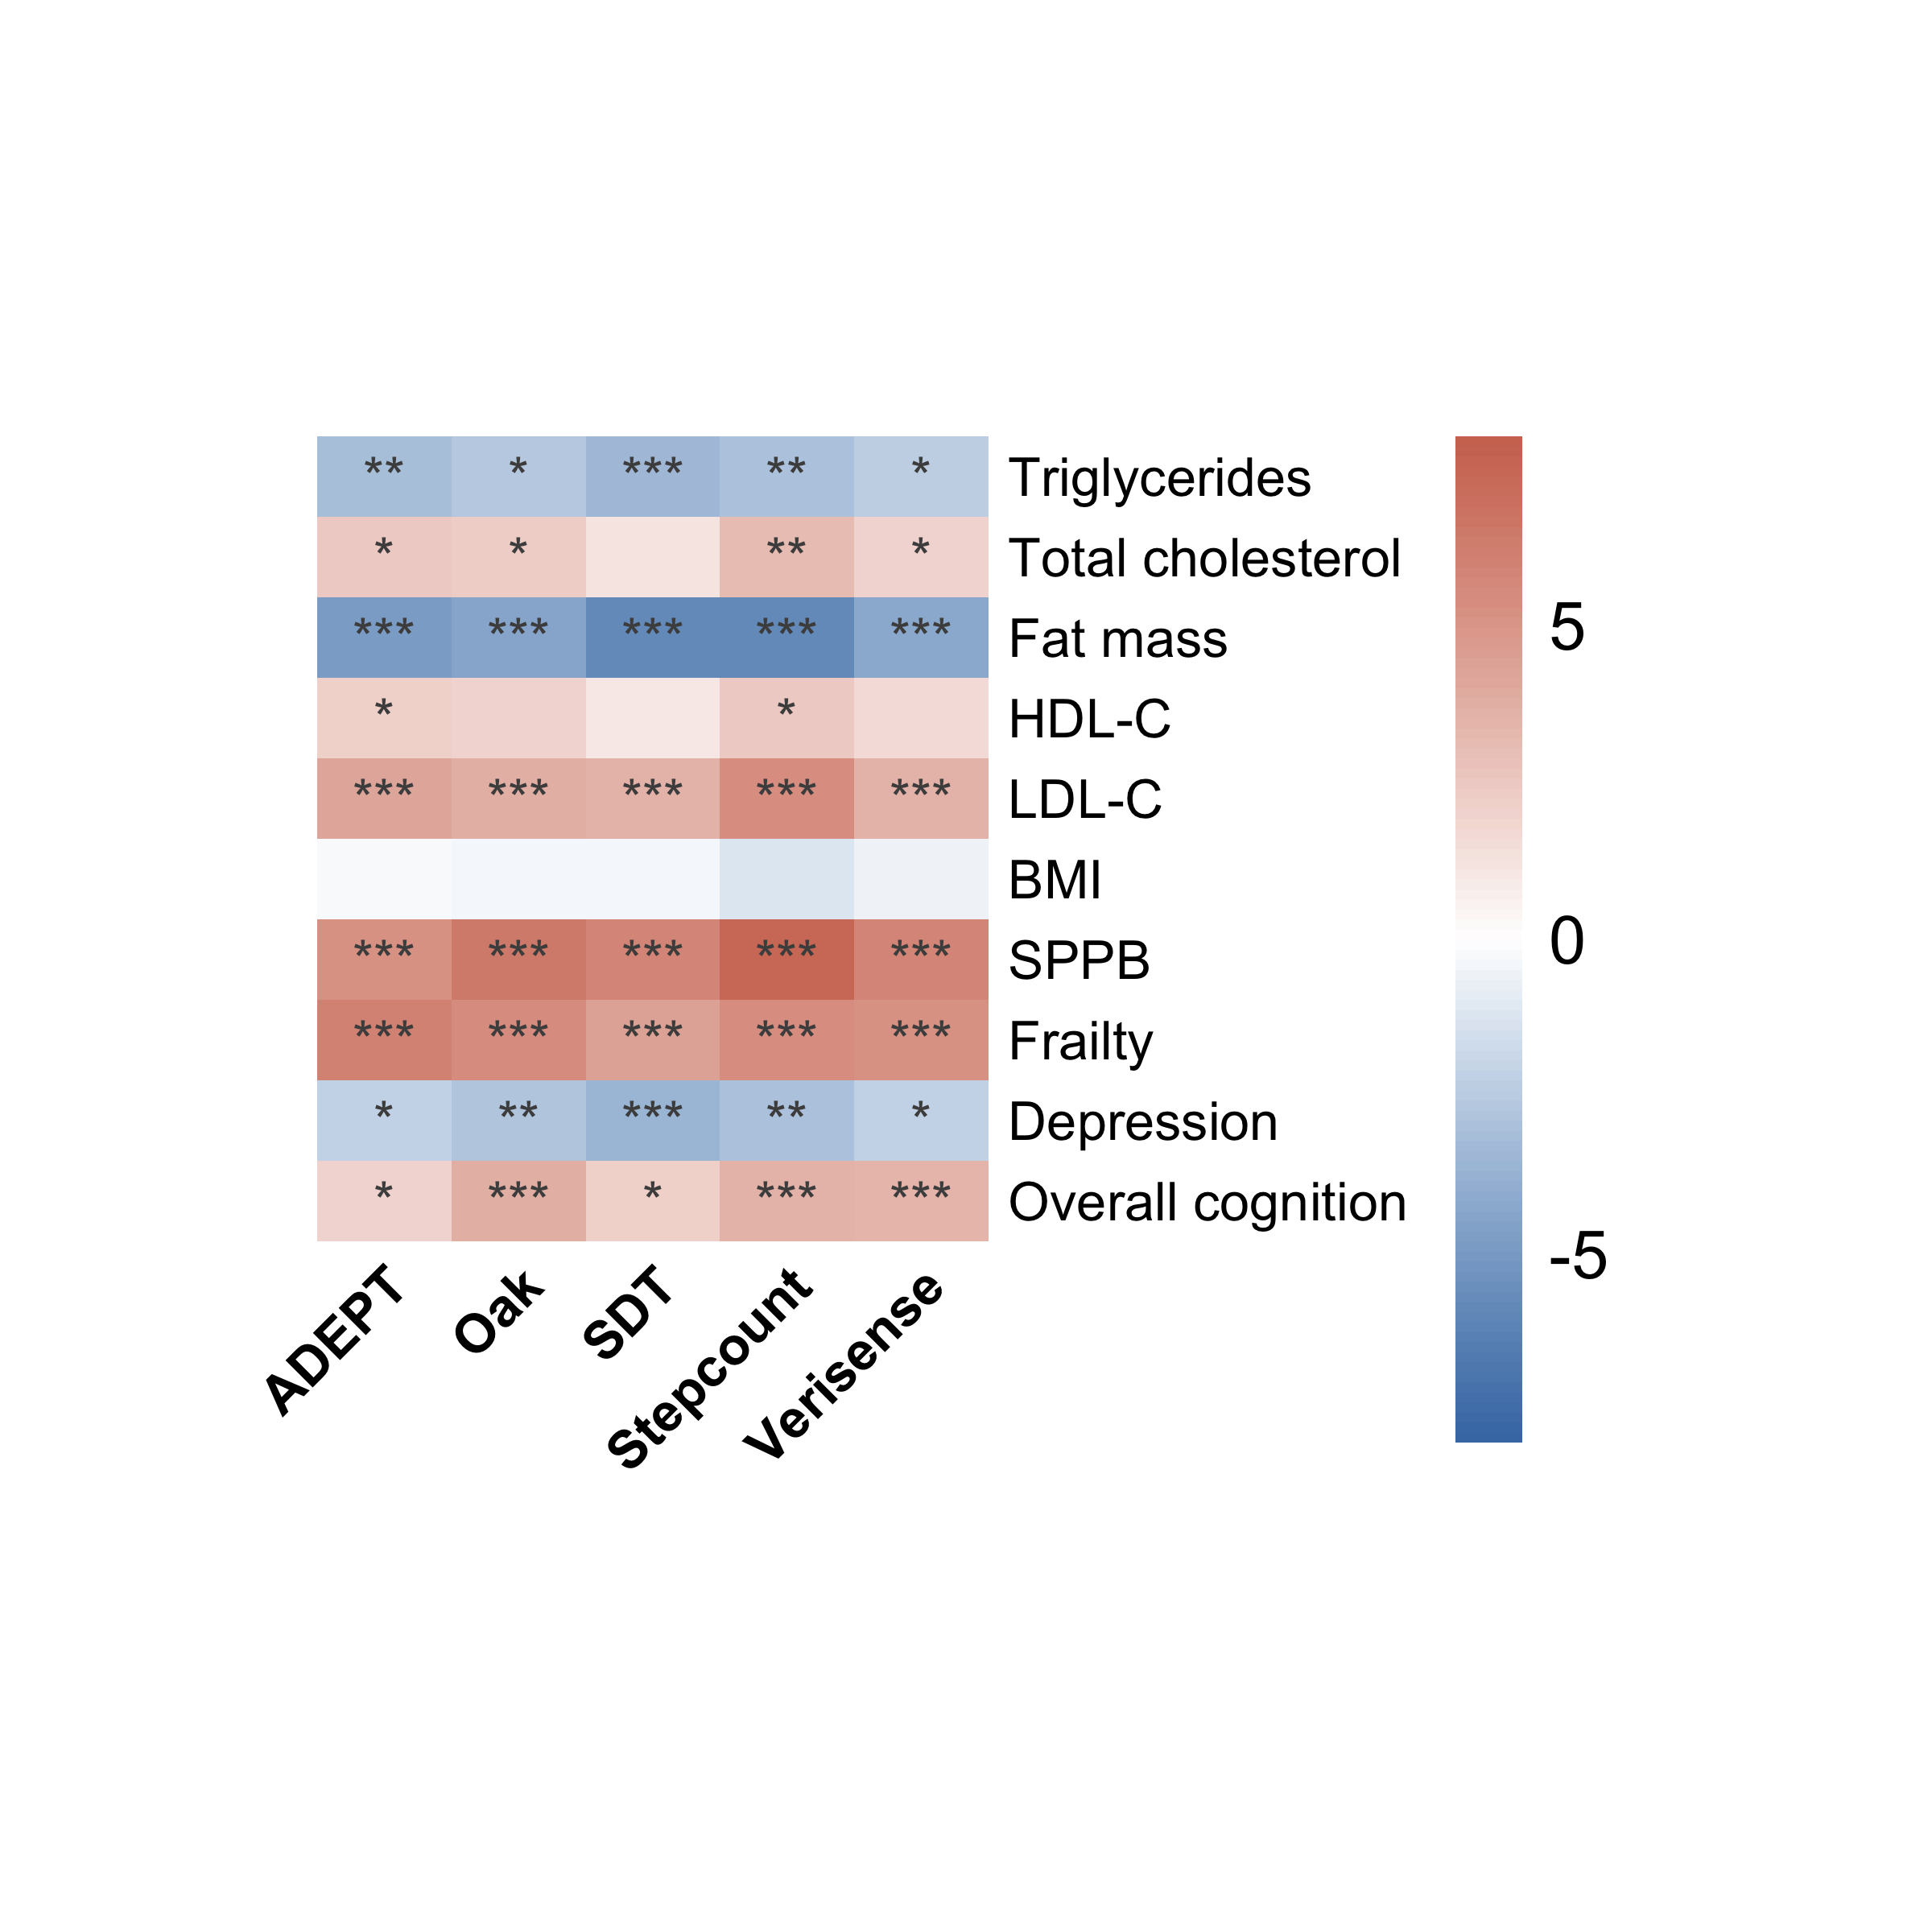 ** * *** ** * Triglycerides
* * ** * Total cholesterol
5
*** *** *** *** *** Fat mass
* * HDL-C
*** *** *** *** *** LDL-C
BMI
0
*** *** *** *** *** SPPB
*** *** *** *** *** Frailty
* ** *** ** * Depression
* *** * *** *** Overall cognition
-5
ADEPT Oak SDT Stepcount Verisense